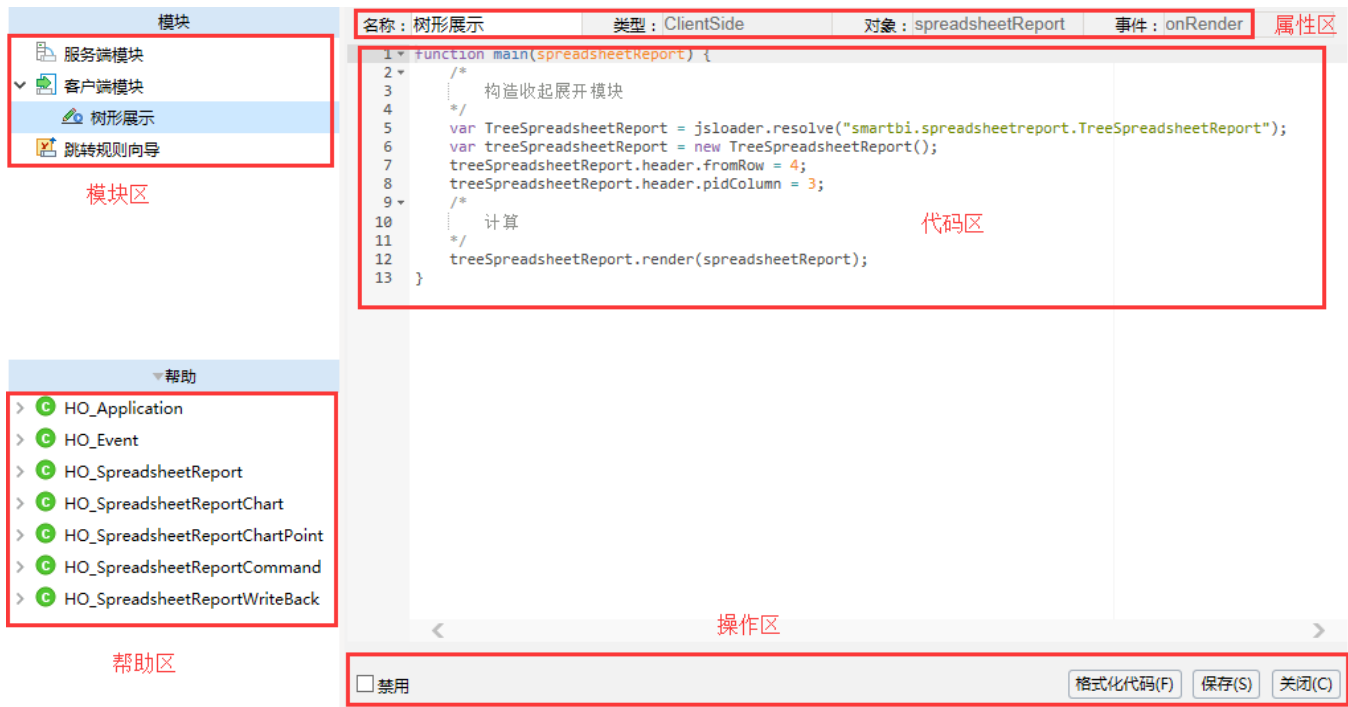 模块
服务端模块
客户端模块
树形展示
跳转规则向导
模块区
帮助
HO_Application
HO_Event
HO_SpreadsheetReport
HO_SpreadsheetReportChart
HO_SpreadsheetReportChartPoint
HO_SpreadsheetReportCommand
HO_SpreadsheetReportWriteBack
帮助区
名称：树形展示 类型：ClientSide 对象：spreadsheetReport 事件：onRender 属性区
1 function main(spreadsheetReport) {
2 /*
3 构造收起展开模块
4 */
5 var TreeSpreadsheetReport = jsloader.resolve("smartbi.spreadsheetreport.TreeSpreadsheetReport");
6 var treeSpreadsheetReport = new TreeSpreadsheetReport();
7 treeSpreadsheetReport.header.fromRow = 4;
8 treeSpreadsheetReport.header.pidColumn = 3;
9 /*
10 计算
11 */
12 treeSpreadsheetReport.render(spreadsheetReport);
13 }
代码区
操作区
禁用 格式化代码(F) 保存(S) 关闭(C)